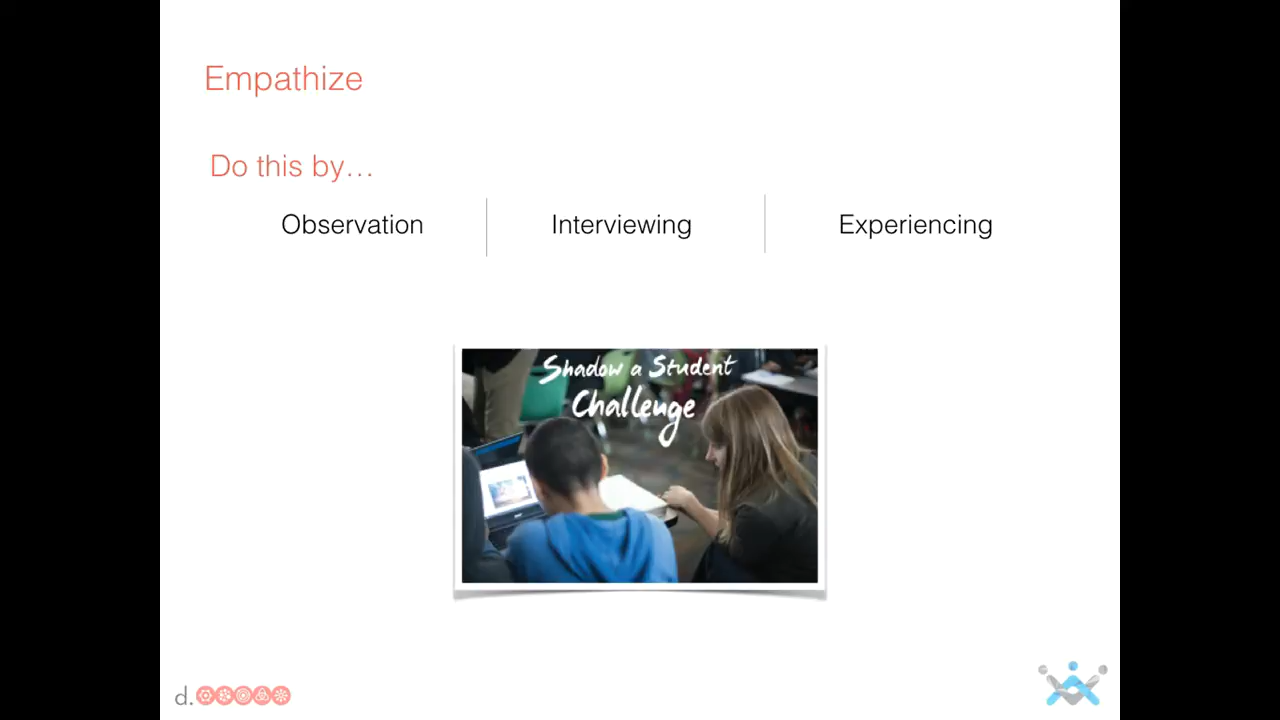 Empathize
Do this by…
Observation
Interviewing
Experiencing
Shadow a Student
Challenge
d.